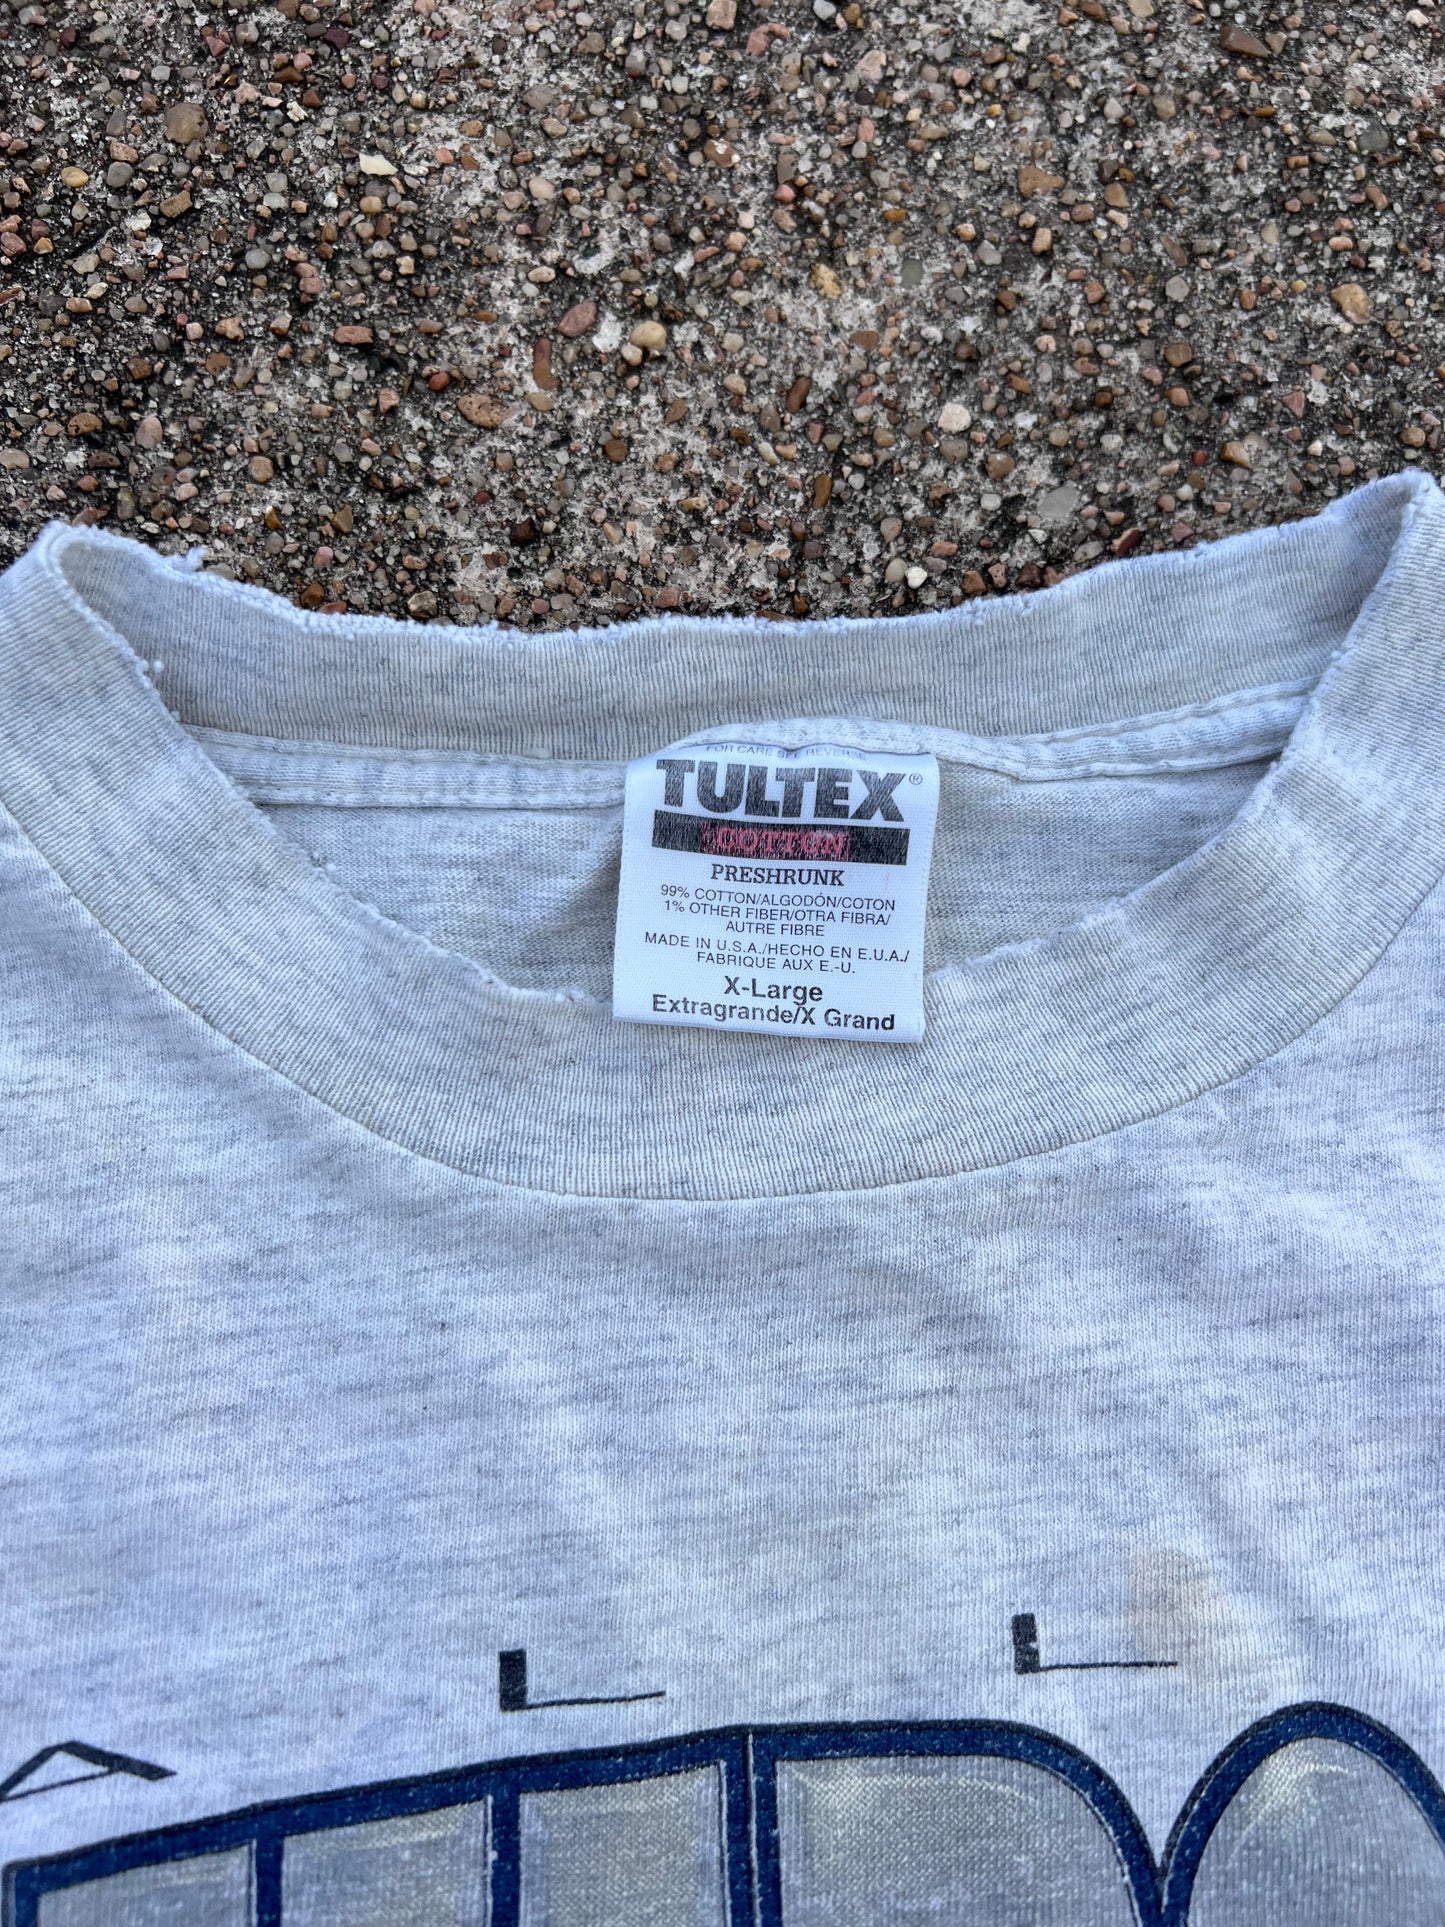 FOR CARE SEE REVERSE
TULTEX®
COTTON
PRESHRUNK
99% COTTON/ALGODÓN/COTON
1% OTHER FIBER/OTRA FIBRA/
AUTRE FIBRE
MADE IN U.S.A./HECHO EN E.U.A./
FABRIQUE AUX E.-U.
X-Large
Extragrande/X Grand